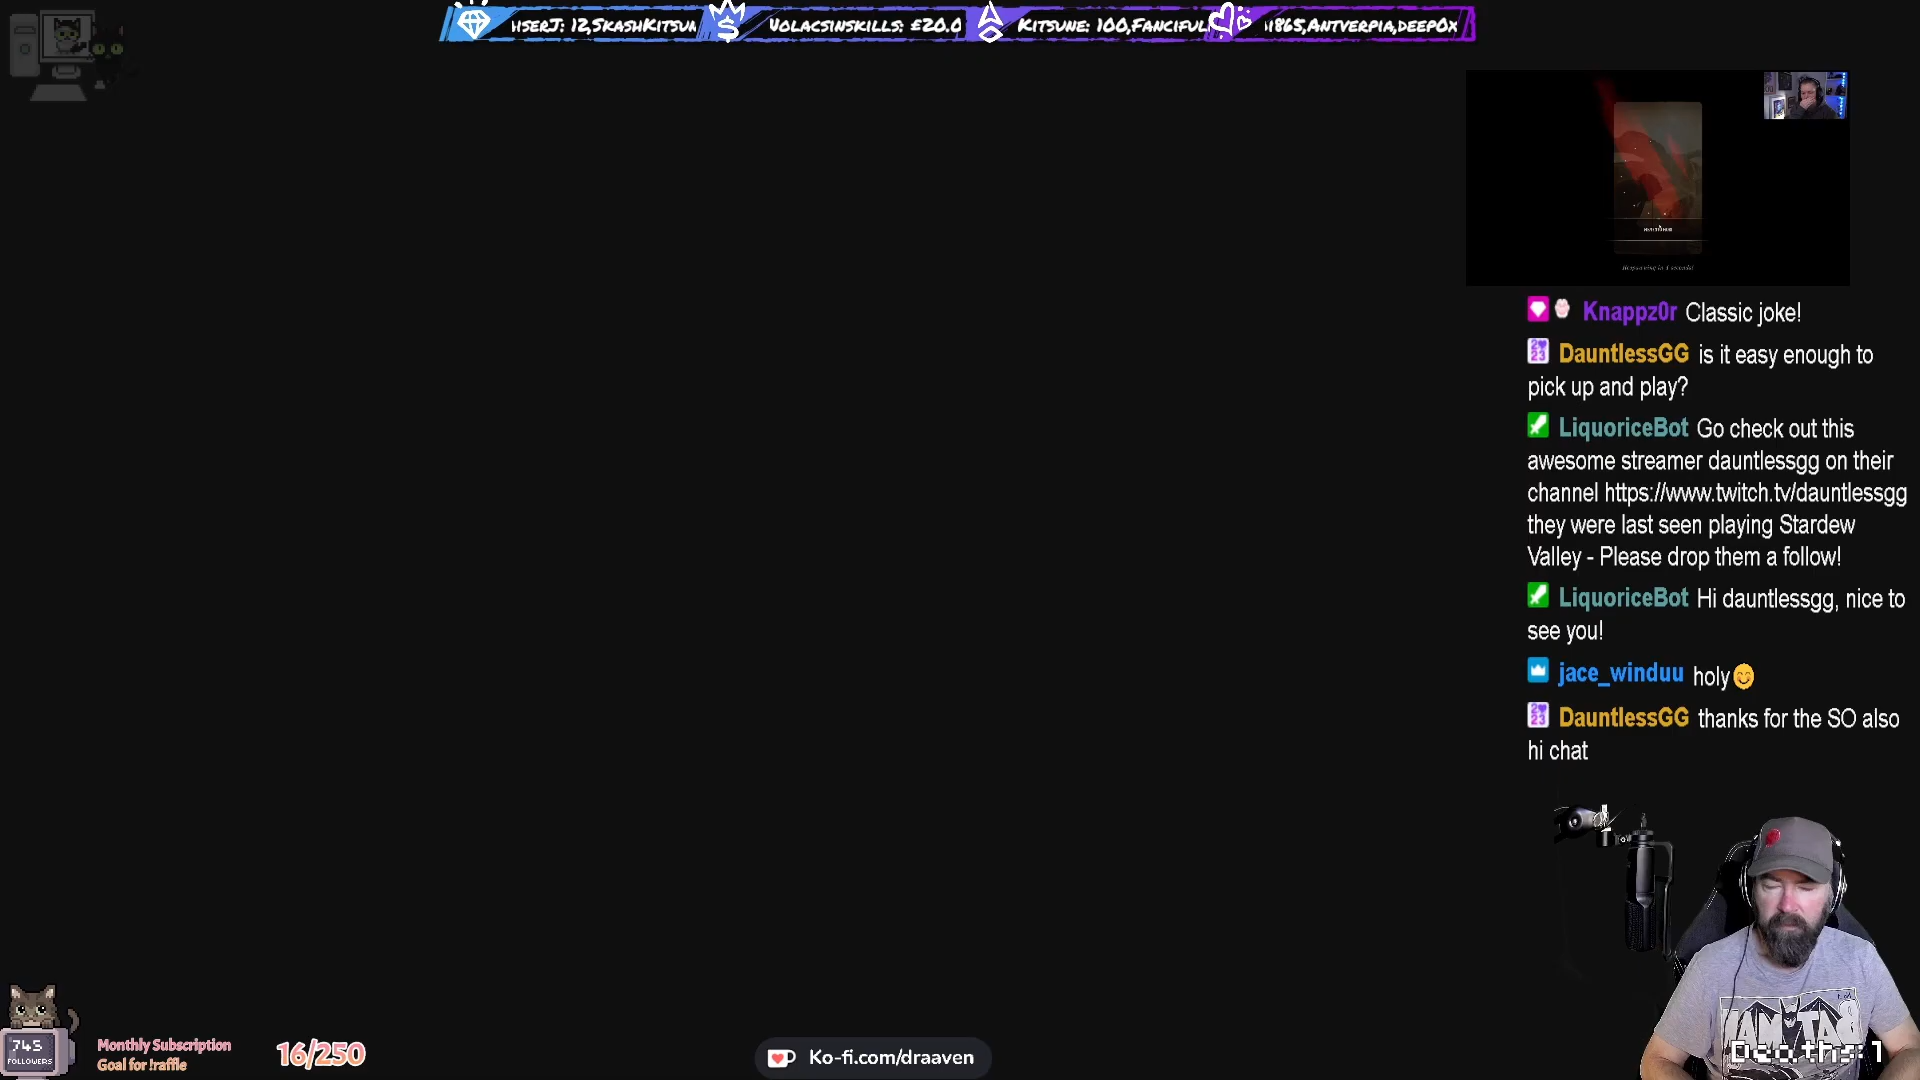 iserJ: 12,SkashKitsun
Volacsinskills: £20.0
Kitsune: 100,Fanciful
1865,Antverpia,deep0x
Knappz0r Classic joke!
DauntlessGG is it easy enough to
pick up and play?
LiquoriceBot Go check out this
awesome streamer dauntlessgg on their
channel https://www.twitch.tv/dauntlessgg
they were last seen playing Stardew
Valley - Please drop them a follow!
LiquoriceBot Hi dauntlessgg, nice to
see you!
jace_winduu holy😊
DauntlessGG thanks for the SO also
hi chat
745
FOLLOWERS
Monthly Subscription
Goal for !raffle
16/250
Ko-fi.com/draaven
Deaths: 1